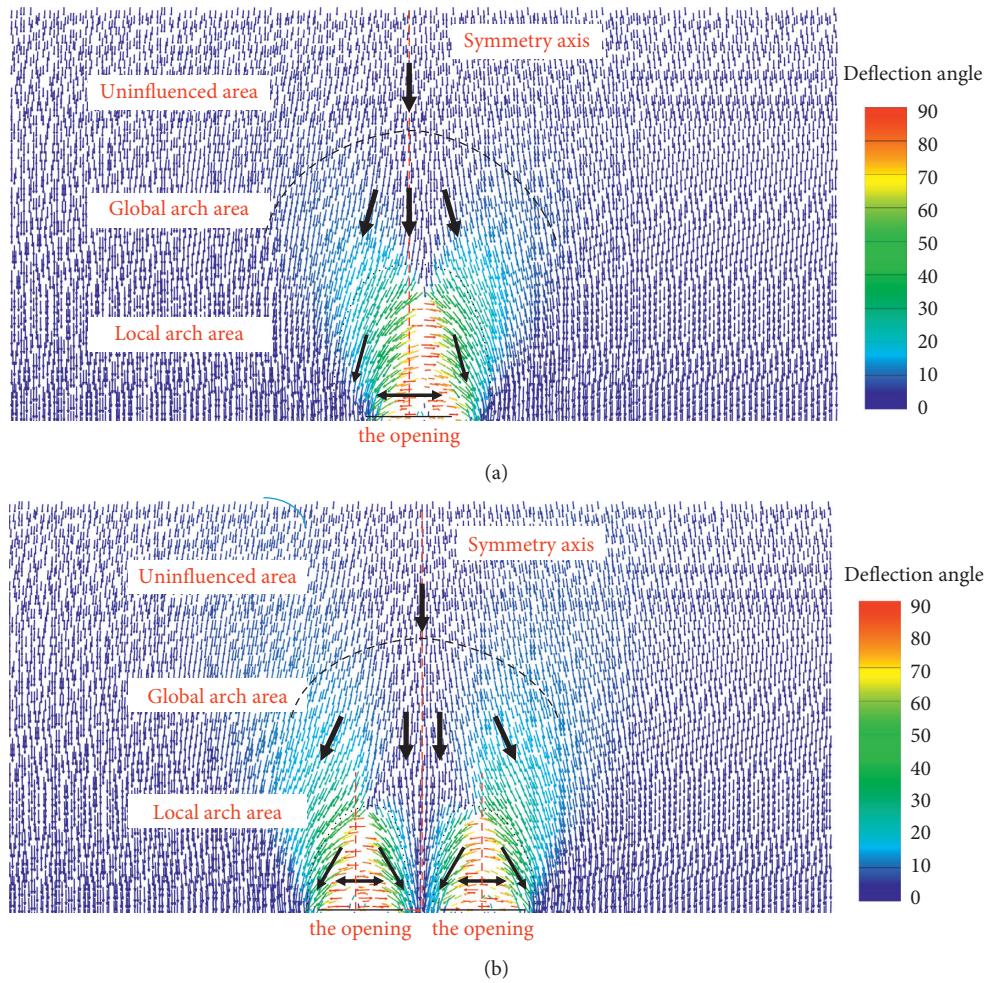 Symmetry axis
Deflection angle
Uninfluenced area
90
80
70
Global arch area
60
50
40
Local arch area
30
20
10
0
the opening
(a)
Symmetry axis
Uninfluenced area
Deflection angle
90
80
70
Global arch area
60
50
40
Local arch area
30
20
10
0
the opening
the opening
(b)